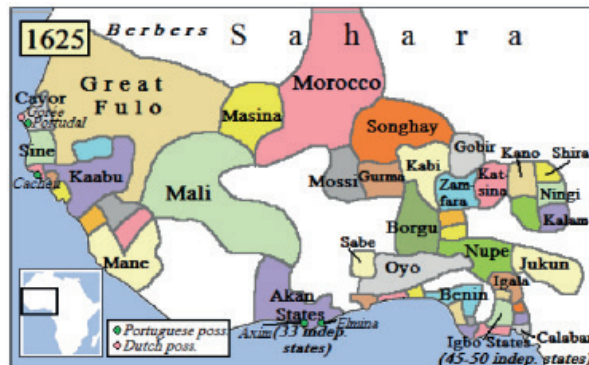 1625
Berbers
Sahara
Great
Fulo
Morocco
Masina
Cayor
Gorée
Portudal
Sine
Cacheu
Kaabu
Mali
Mane
Songhay
Mossi
Gurma
Kabi
Gobir
Kano
Shira
Zam-
fara
Kat-
sina
Ningi
Kalam
Borgu
Sabe
Oyo
Nupe
Jukun
Igala
Benin
Akan
States
(33 indep.
states)
Axim
Elmina
Igbo States
(45-50 indep. states)
Calabar
Portuguese poss.
Dutch poss.